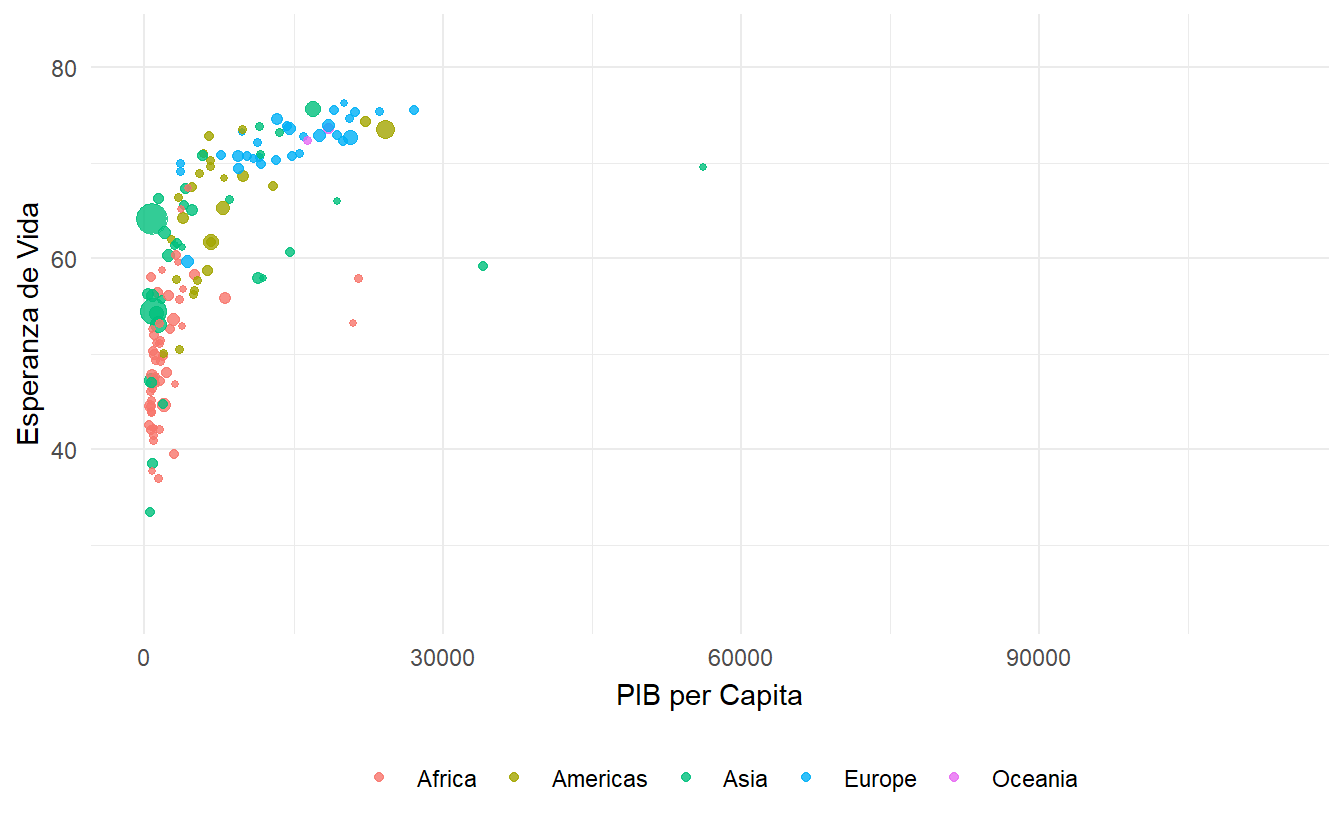 80
60
40
Esperanza de Vida
0 30000 60000 90000
PIB per Capita
Africa Americas Asia Europe Oceania